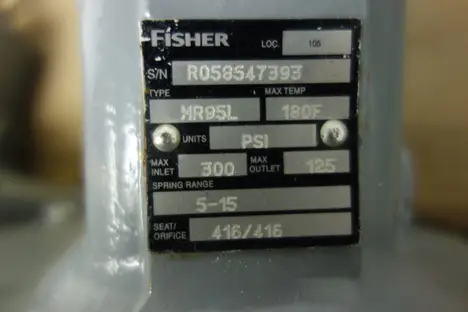 FISHER LOC. 105
S/N R058547393
TYPE MAX TEMP
MR95L 180F
UNITS PSI
MAX INLET 300 MAX OUTLET 125
SPRING RANGE
5-15
SEAT/ORIFICE 416/416